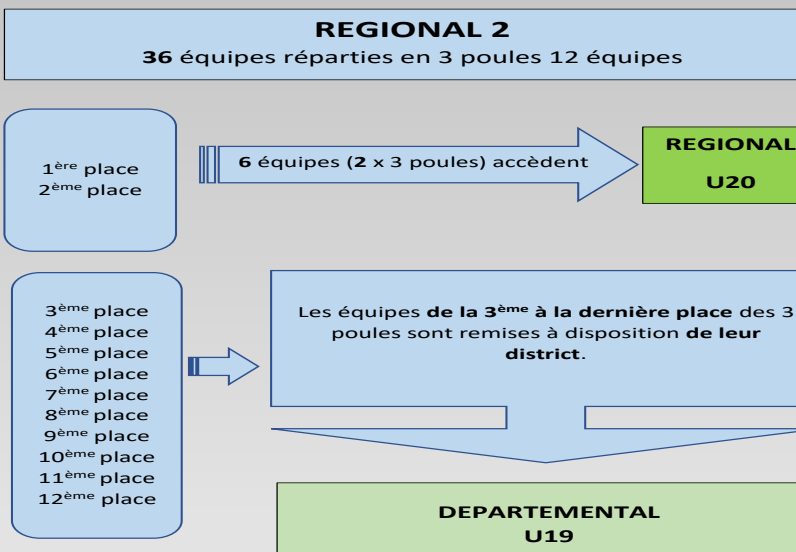 REGIONAL 2
36 équipes réparties en 3 poules 12 équipes
1ère place
2ème place
6 équipes (2 x 3 poules) accèdent
REGIONAL
U20
3ème place
4ème place
5ème place
6ème place
7ème place
8ème place
9ème place
10ème place
11ème place
12ème place
Les équipes de la 3ème à la dernière place des 3
poules sont remises à disposition de leur
district.
DEPARTEMENTAL
U19